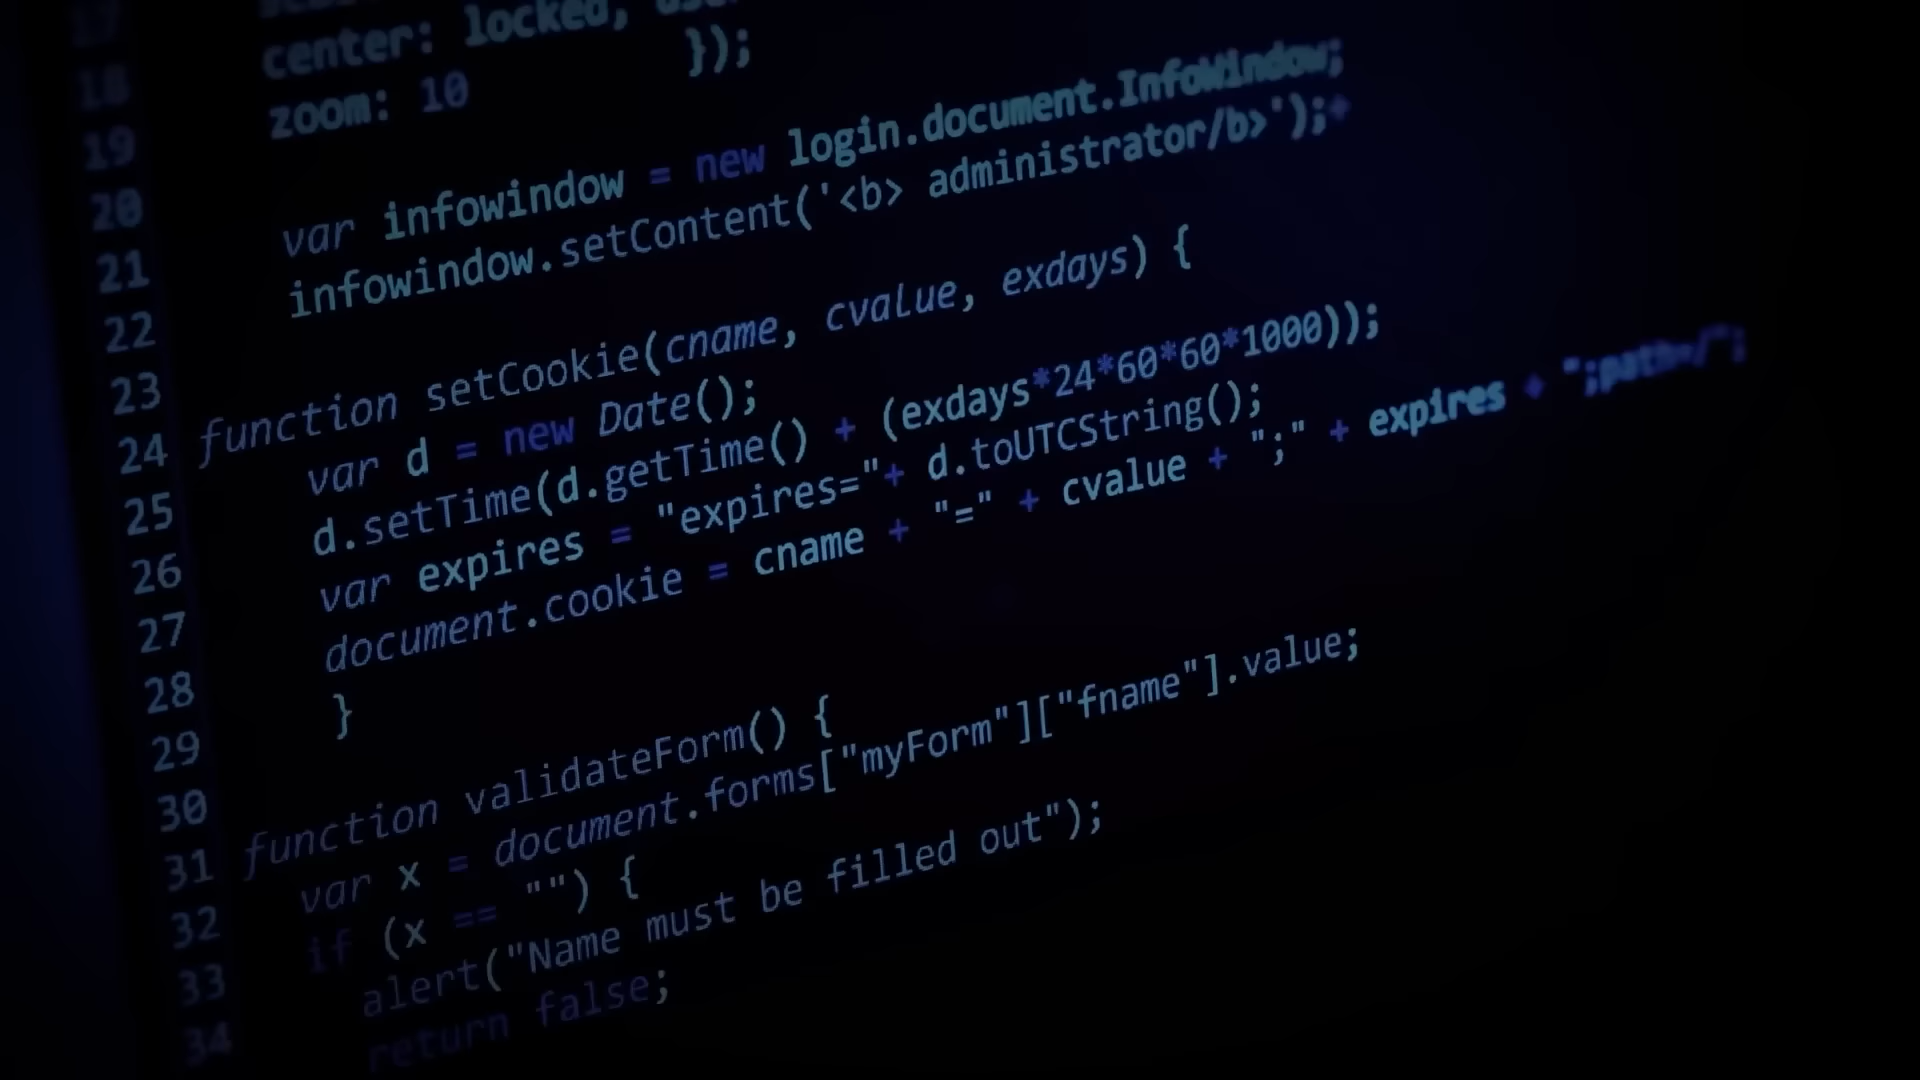 17
18 center: locked,
19 zoom: 10 });
20
21 var infowindow = new login.document.InfoWindow;
22 infowindow.setContent('<b> administrator/b>');+
23
24 function setCookie(cname, cvalue, exdays) {
25 var d = new Date();
26 d.setTime(d.getTime() + (exdays*24*60*60*1000));
27 var expires = "expires="+ d.toUTCString();
28 document.cookie = cname + "=" + cvalue + ";" + expires + ";path=/";
29 }
30
31 function validateForm() {
32 var x = document.forms["myForm"]["fname"].value;
33 if (x == "") {
34 alert("Name must be filled out");
return false;